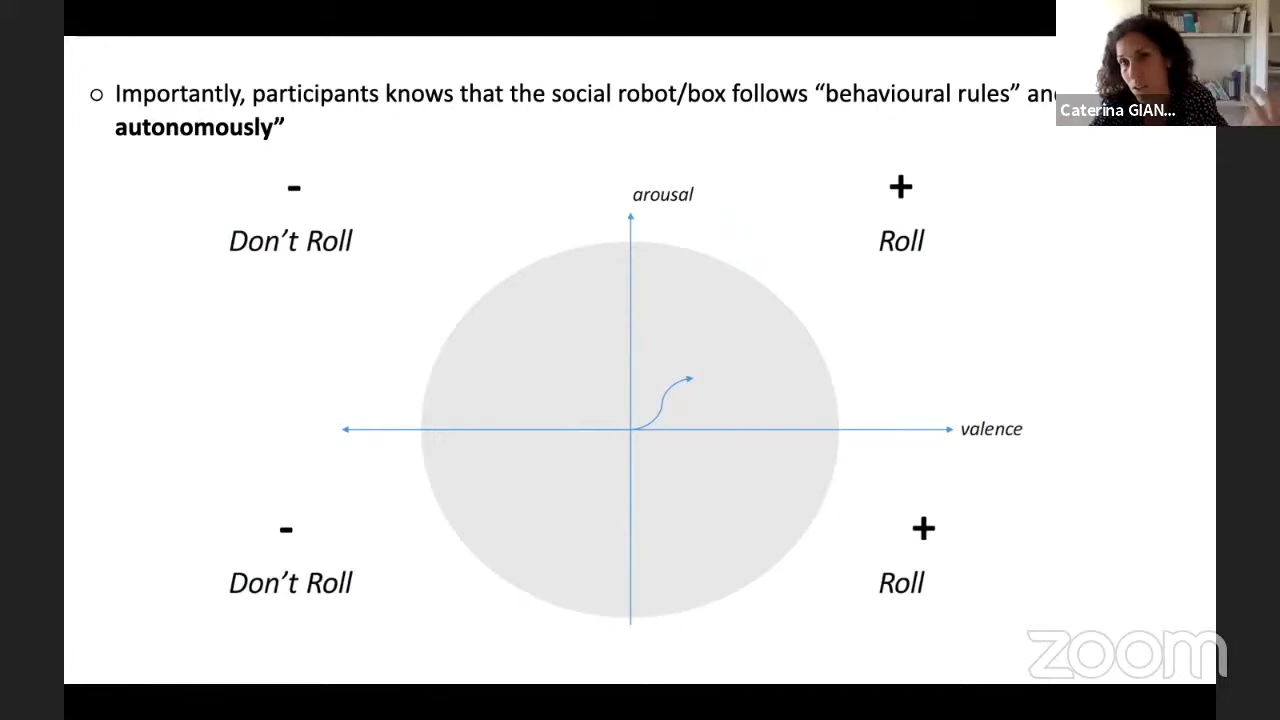 Importantly, participants knows that the social robot/box follows “behavioural rules” and
autonomously”
Caterina GIAN...
- +
arousal
Don’t Roll Roll
valence
- +
Don’t Roll Roll
zoom